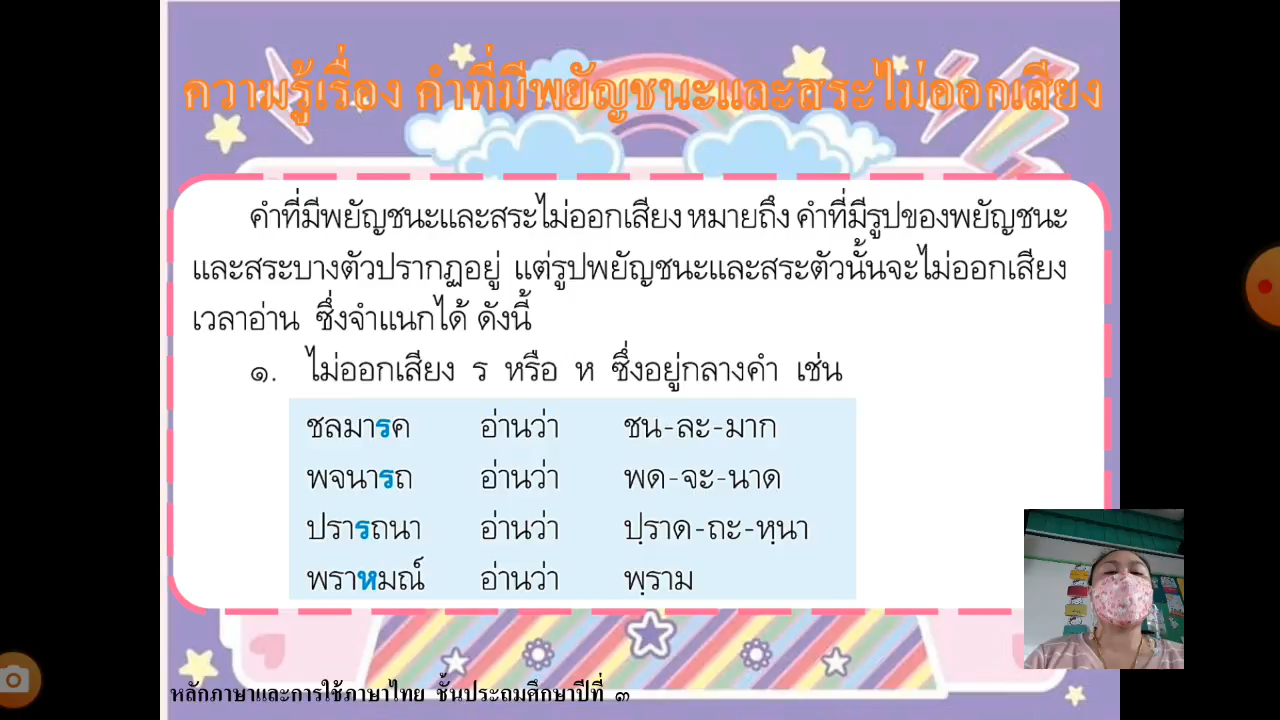 ความรู้เรื่อง คำที่มีพยัญชนะและสระไม่ออกเสียง
คำที่มีพยัญชนะและสระไม่ออกเสียง หมายถึง คำที่มีรูปของพยัญชนะ
และสระบางตัวปรากฏอยู่ แต่รูปพยัญชนะและสระตัวนั้นจะไม่ออกเสียง
เวลาอ่าน ซึ่งจำแนกได้ ดังนี้
๑. ไม่ออกเสียง ร หรือ ห ซึ่งอยู่กลางคำ เช่น
ชลมารค อ่านว่า ชน-ละ-มาก
พจนารถ อ่านว่า พด-จะ-นาด
ปรารถนา อ่านว่า ปฺราด-ถะ-หฺนา
พราหมณ์ อ่านว่า พฺราม
หลักภาษาและการใช้ภาษาไทย ชั้นประถมศึกษาปีที่ ๓